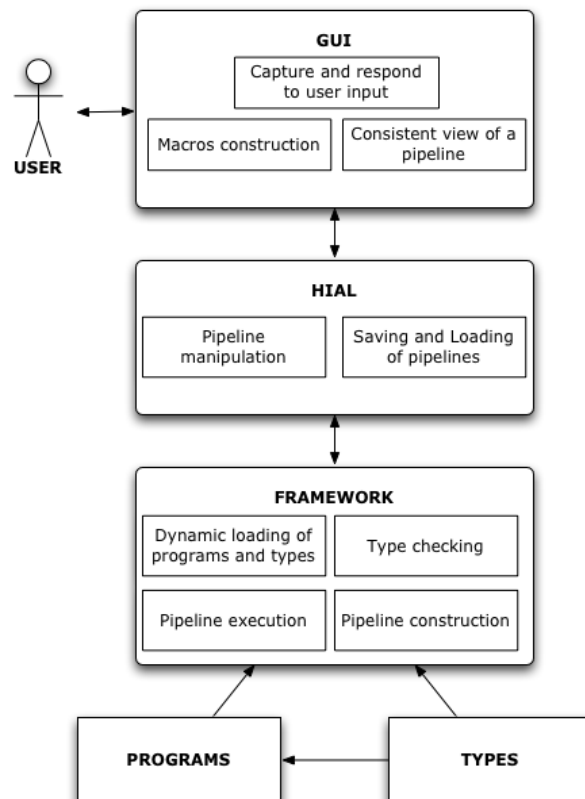 GUI
Capture and respond
to user input
Macros construction
Consistent view of a
pipeline
USER
HIAL
Pipeline
manipulation
Saving and Loading
of pipelines
FRAMEWORK
Dynamic loading of
programs and types
Type checking
Pipeline execution
Pipeline construction
PROGRAMS
TYPES